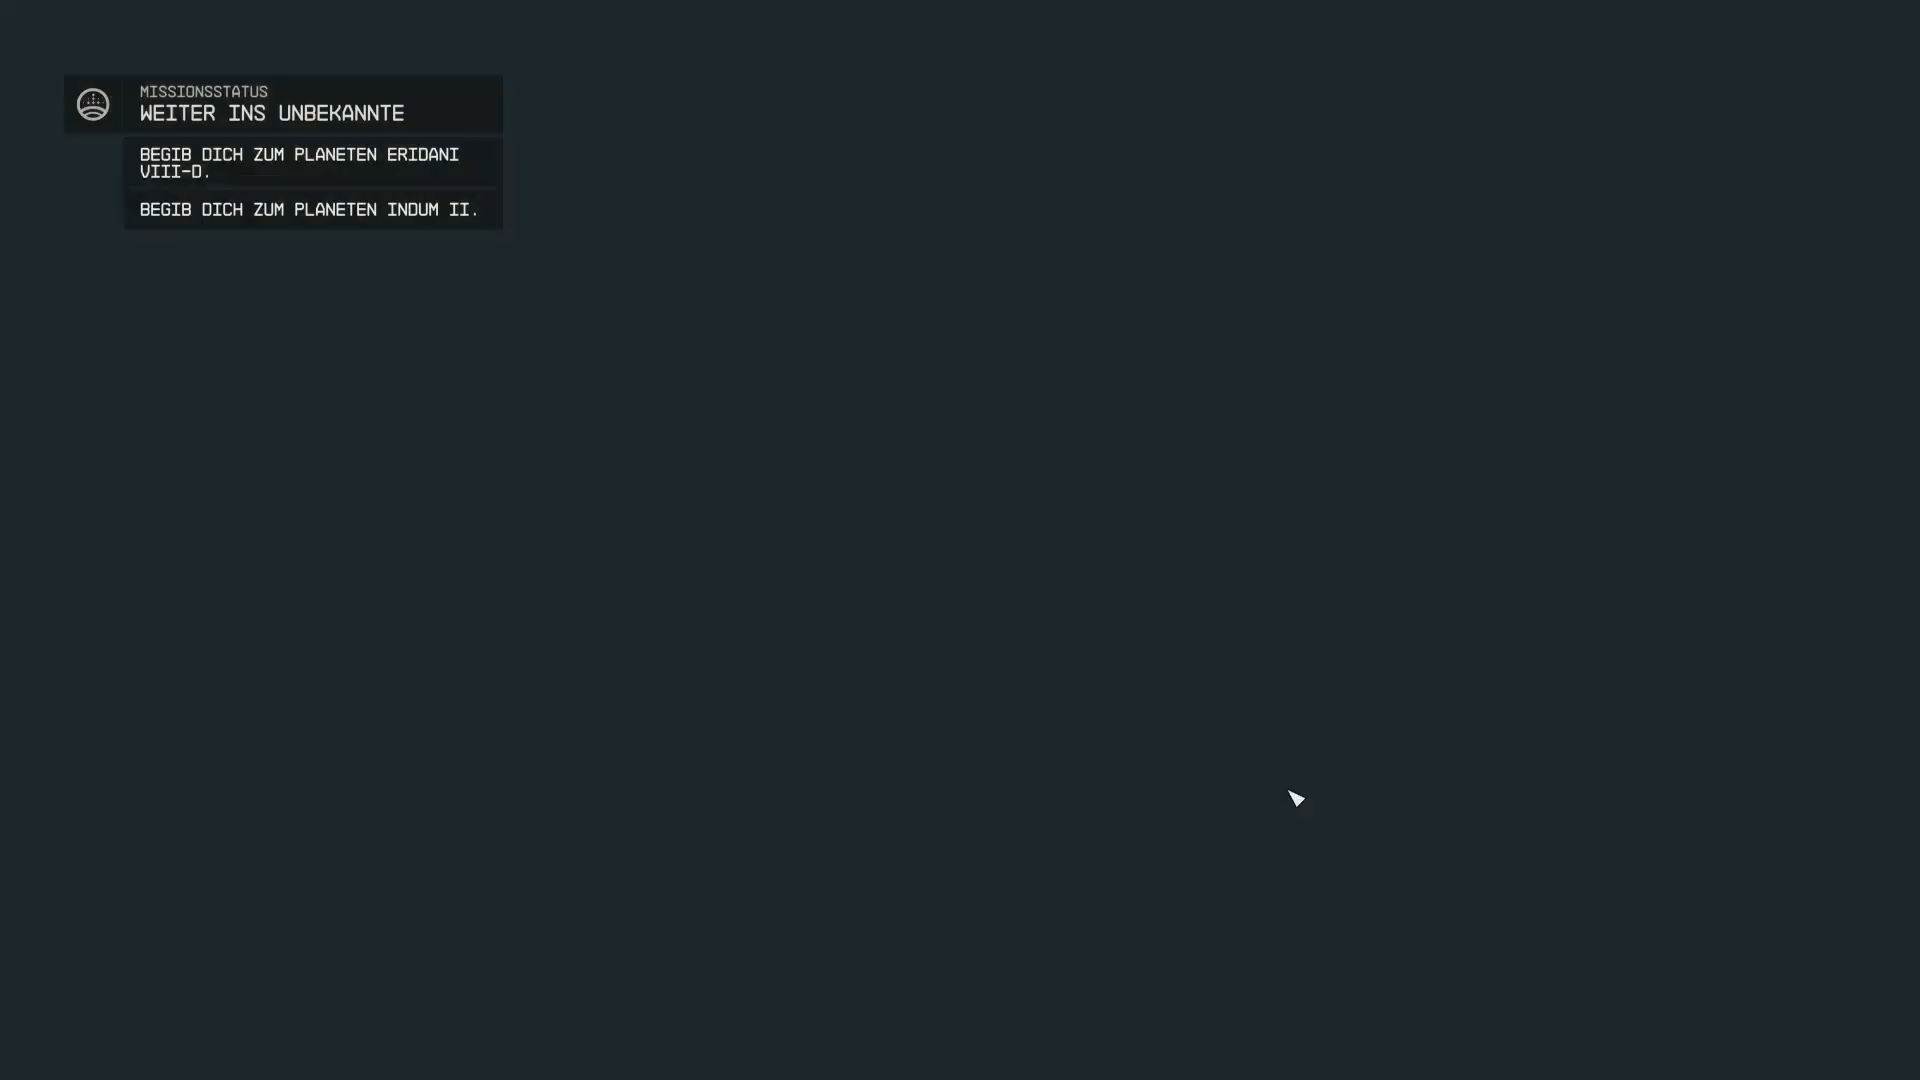 MISSIONSSTATUS
WEITER INS UNBEKANNTE
BEGIB DICH ZUM PLANETEN ERIDANI
VIII-D.
BEGIB DICH ZUM PLANETEN INDUM II.